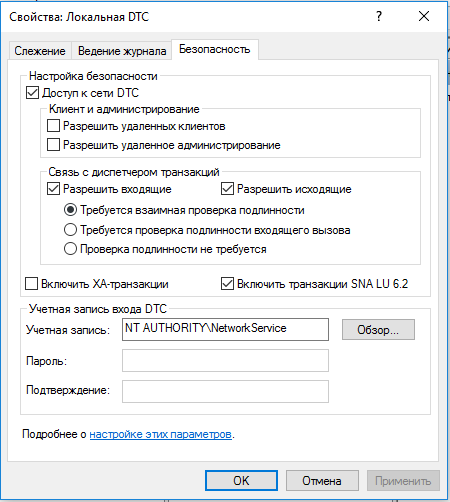 Свойства: Локальная DTC
Слежение Ведение журнала Безопасность
Настройка безопасности
Доступ к сети DTC
Клиент и администрирование
Разрешить удаленных клиентов
Разрешить удаленное администрирование
Связь с диспетчером транзакций
Разрешить входящие Разрешить исходящие
Требуется взаимная проверка подлинности
Требуется проверка подлинности входящего вызова
Проверка подлинности не требуется
Включить XA-транзакции Включить транзакции SNA LU 6.2
Учетная запись входа DTC
Учетная запись: NT AUTHORITY\NetworkService Обзор...
Пароль:
Подтверждение:
Подробнее о настройке этих параметров.
OK Отмена Применить